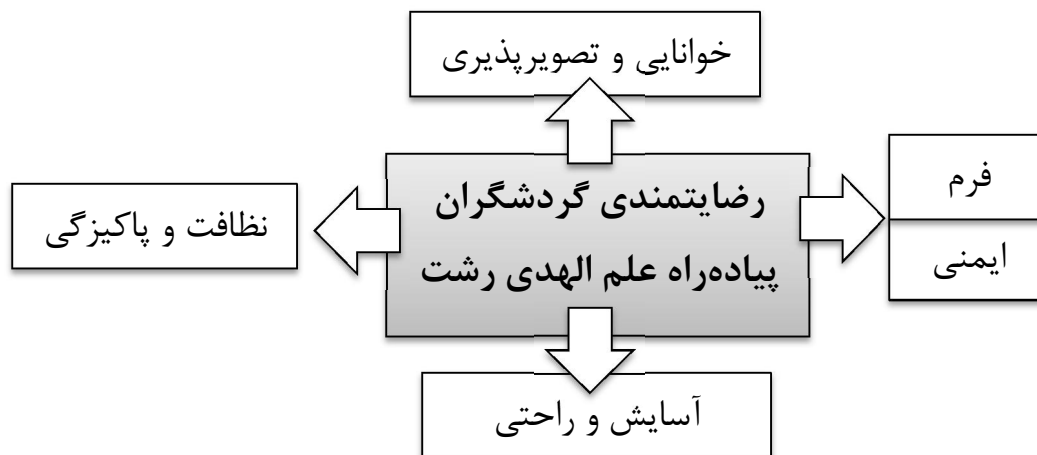 خوانایی و تصویرپذیری
فرم
ایمنی
رضایتمندی گردشگران
پیاده‌راه علم الهدی رشت
نظافت و پاکیزگی
آسایش و راحتی